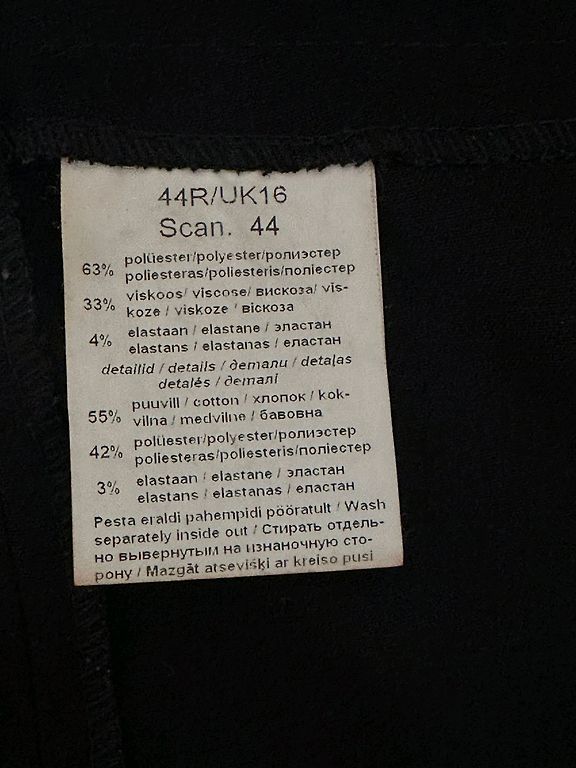 44R/UK16
Scan. 44
63% polüester/polyester/полиэстер
poliesteras/poliesteris/поліестер
33% viskoos/ viscose/ вискоза/ vis-
koze / viskoze / віскоза
4% elastaan / elastane / эластан
elastans / elastanas / еластан
detailid / details / детали / detaļas
detalės / деталі
55% puuvill / cotton / хлопок / kok-
vilna / medvilnė / бавовна
42% polüester/polyester/полиэстер
poliesteras/poliesteris/поліестер
3% elastaan / elastane / эластан
elastans / elastanas / еластан
Pesta eraldi pahempidi pööratult / Wash
separately inside out / Стирать отдель-
но вывернутым на изнаночную сто-
рону / Mazgāt atsevišķi ar kreiso pusi